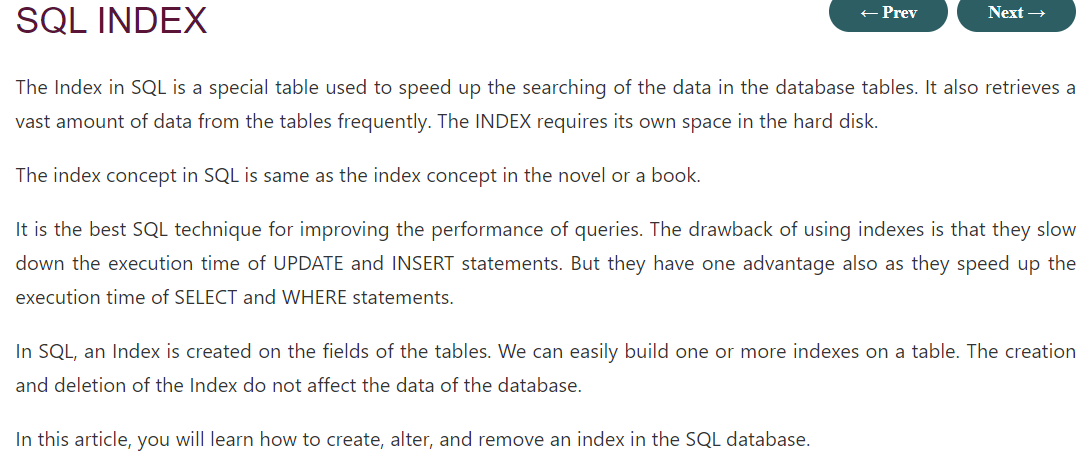 SQL INDEX
← Prev
Next →
The Index in SQL is a special table used to speed up the searching of the data in the database tables. It also retrieves a
vast amount of data from the tables frequently. The INDEX requires its own space in the hard disk.
The index concept in SQL is same as the index concept in the novel or a book.
It is the best SQL technique for improving the performance of queries. The drawback of using indexes is that they slow
down the execution time of UPDATE and INSERT statements. But they have one advantage also as they speed up the
execution time of SELECT and WHERE statements.
In SQL, an Index is created on the fields of the tables. We can easily build one or more indexes on a table. The creation
and deletion of the Index do not affect the data of the database.
In this article, you will learn how to create, alter, and remove an index in the SQL database.